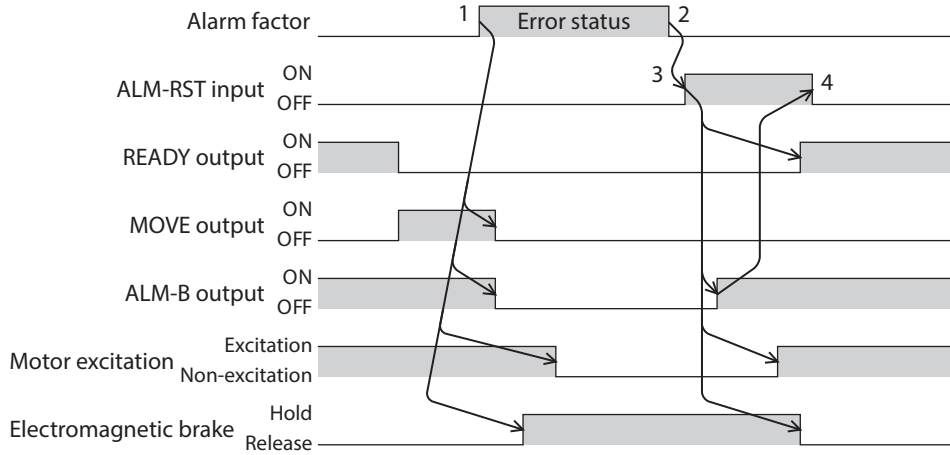 Alarm factor 1 Error status 2
ALM-RST input ON OFF 3 4
READY output ON OFF
MOVE output ON OFF
ALM-B output ON OFF
Motor excitation Excitation Non-excitation
Electromagnetic brake Hold Release